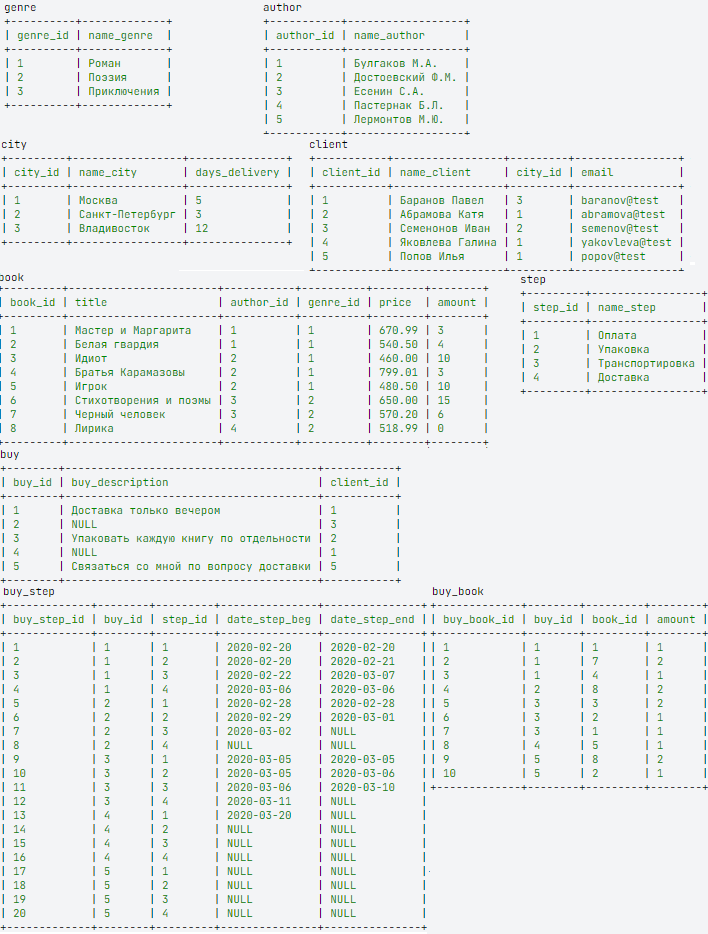 genre
genre_id | name_genre
1 | Роман
2 | Поэзия
3 | Приключения
author
author_id | name_author
1 | Булгаков М.А.
2 | Достоевский Ф.М.
3 | Есенин С.А.
4 | Пастернак Б.Л.
5 | Лермонтов М.Ю.
city
city_id | name_city | days_delivery
1 | Москва | 5
2 | Санкт-Петербург | 3
3 | Владивосток | 12
client
client_id | name_client | city_id | email
1 | Баранов Павел | 3 | baranov@test
2 | Абрамова Катя | 1 | abramova@test
3 | Семенонов Иван | 2 | semenov@test
4 | Яковлева Галина | 1 | yakovleva@test
5 | Попов Илья | 1 | popov@test
book
book_id | title | author_id | genre_id | price | amount
1 | Мастер и Маргарита | 1 | 1 | 670.99 | 3
2 | Белая гвардия | 1 | 1 | 540.50 | 4
3 | Идиот | 2 | 1 | 460.00 | 10
4 | Братья Карамазовы | 2 | 1 | 799.01 | 3
5 | Игрок | 2 | 1 | 480.50 | 10
6 | Стихотворения и поэмы | 3 | 2 | 650.00 | 15
7 | Черный человек | 3 | 2 | 570.20 | 6
8 | Лирика | 4 | 2 | 518.99 | 0
step
step_id | name_step
1 | Оплата
2 | Упаковка
3 | Транспортировка
4 | Доставка
buy
buy_id | buy_description | client_id
1 | Доставка только вечером | 1
2 | NULL | 3
3 | Упаковать каждую книгу по отдельности | 2
4 | NULL | 1
5 | Связаться со мной по вопросу доставки | 5
buy_step
buy_step_id | buy_id | step_id | date_step_beg | date_step_end
1 | 1 | 1 | 2020-02-20 | 2020-02-20
2 | 1 | 2 | 2020-02-20 | 2020-02-21
3 | 1 | 3 | 2020-02-22 | 2020-03-07
4 | 1 | 4 | 2020-03-06 | 2020-03-06
5 | 2 | 1 | 2020-02-28 | 2020-02-28
6 | 2 | 2 | 2020-02-29 | 2020-03-01
7 | 2 | 3 | 2020-03-02 | NULL
8 | 2 | 4 | NULL | NULL
9 | 3 | 1 | 2020-03-05 | 2020-03-05
10 | 3 | 2 | 2020-03-05 | 2020-03-06
11 | 3 | 3 | 2020-03-06 | 2020-03-10
12 | 3 | 4 | 2020-03-11 | NULL
13 | 4 | 1 | 2020-03-20 | NULL
14 | 4 | 2 | NULL | NULL
15 | 4 | 3 | NULL | NULL
16 | 4 | 4 | NULL | NULL
17 | 5 | 1 | NULL | NULL
18 | 5 | 2 | NULL | NULL
19 | 5 | 3 | NULL | NULL
20 | 5 | 4 | NULL | NULL
buy_book
buy_book_id | buy_id | book_id | amount
1 | 1 | 1 | 1
2 | 1 | 7 | 2
3 | 1 | 4 | 1
4 | 2 | 8 | 2
5 | 3 | 3 | 2
6 | 3 | 2 | 1
7 | 3 | 1 | 1
8 | 4 | 5 | 1
9 | 5 | 8 | 2
10 | 5 | 2 | 1